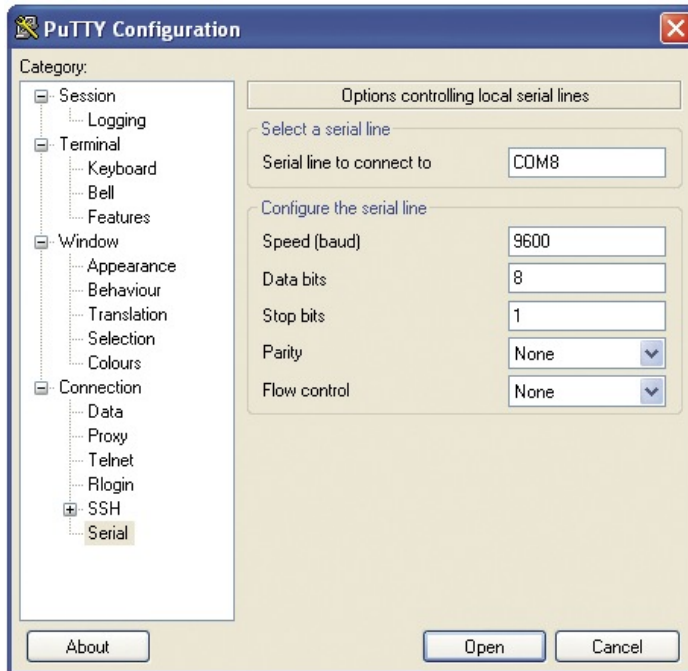 PuTTY Configuration
Category:
Session
Logging
Terminal
Keyboard
Bell
Features
Window
Appearance
Behaviour
Translation
Selection
Colours
Connection
Data
Proxy
Telnet
Rlogin
SSH
Serial
Options controlling local serial lines
Select a serial line
Serial line to connect to COM8
Configure the serial line
Speed (baud) 9600
Data bits 8
Stop bits 1
Parity None
Flow control None
About Open Cancel